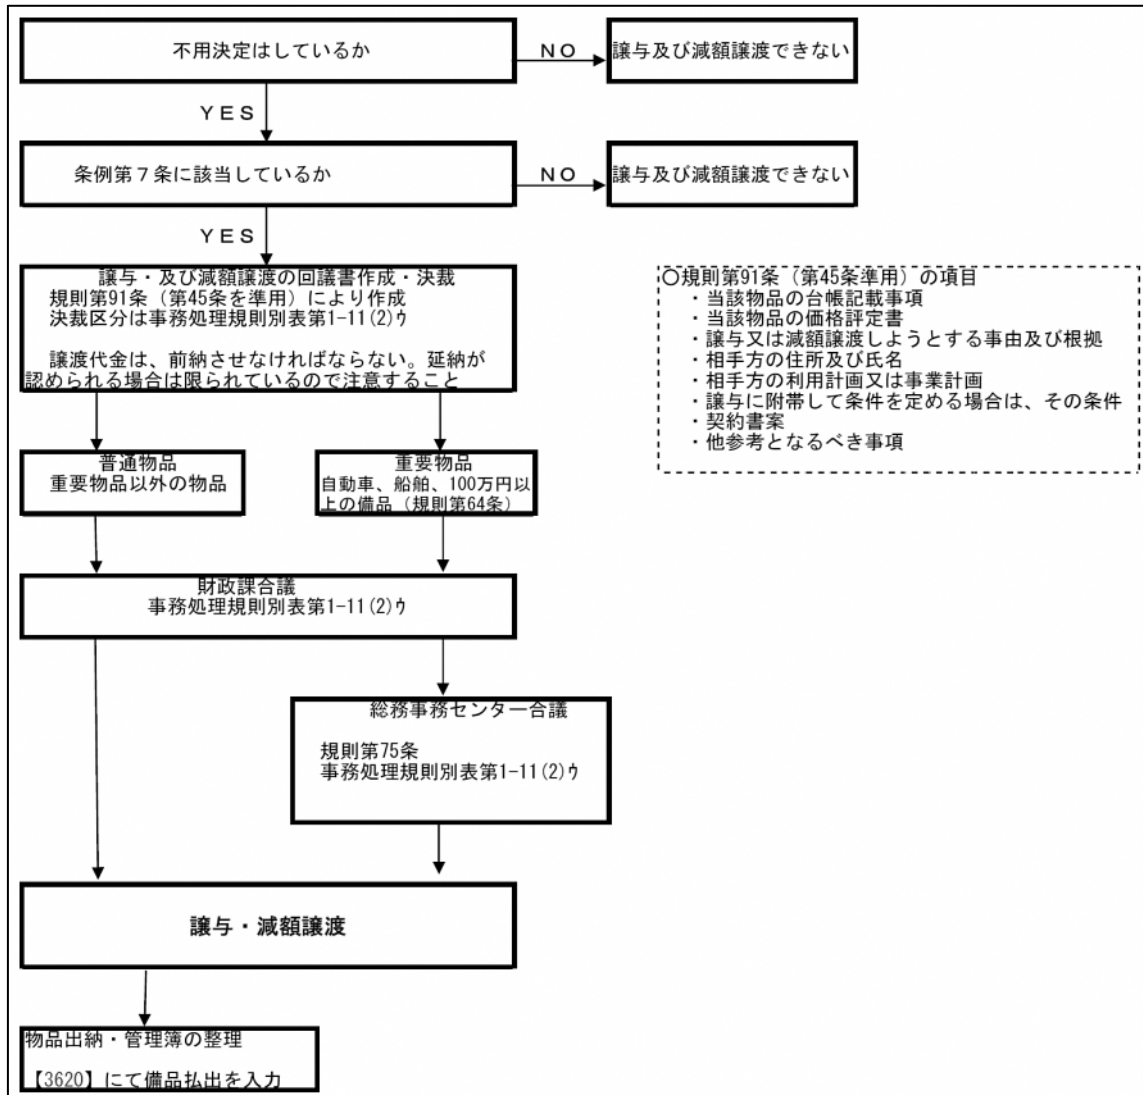 不用決定はしているか
ＮＯ
譲与及び減額譲渡できない
ＹＥＳ
条例第７条に該当しているか
ＮＯ
譲与及び減額譲渡できない
ＹＥＳ
譲与・及び減額譲渡の回議書作成・決裁
規則第91条（第45条を準用）により作成
決裁区分は事務処理規則別表第1-11(2)ｳ
譲渡代金は、前納させなければならない。延納が
認められる場合は限られているので注意すること
〇規則第91条（第45条準用）の項目
・当該物品の台帳記載事項
・当該物品の価格評定書
・譲与又は減額譲渡しようとする事由及び根拠
・相手方の住所及び氏名
・相手方の利用計画又は事業計画
・譲与に附帯して条件を定める場合は、その条件
・契約書案
・他参考となるべき事項
普通物品
重要物品以外の物品
重要物品
自動車、船舶、100万円以
上の備品（規則第64条）
財政課合議
事務処理規則別表第1-11(2)ｳ
総務事務センター合議
規則第75条
事務処理規則別表第1-11(2)ｳ
譲与・減額譲渡
物品出納・管理簿の整理
【3620】にて備品払出を入力